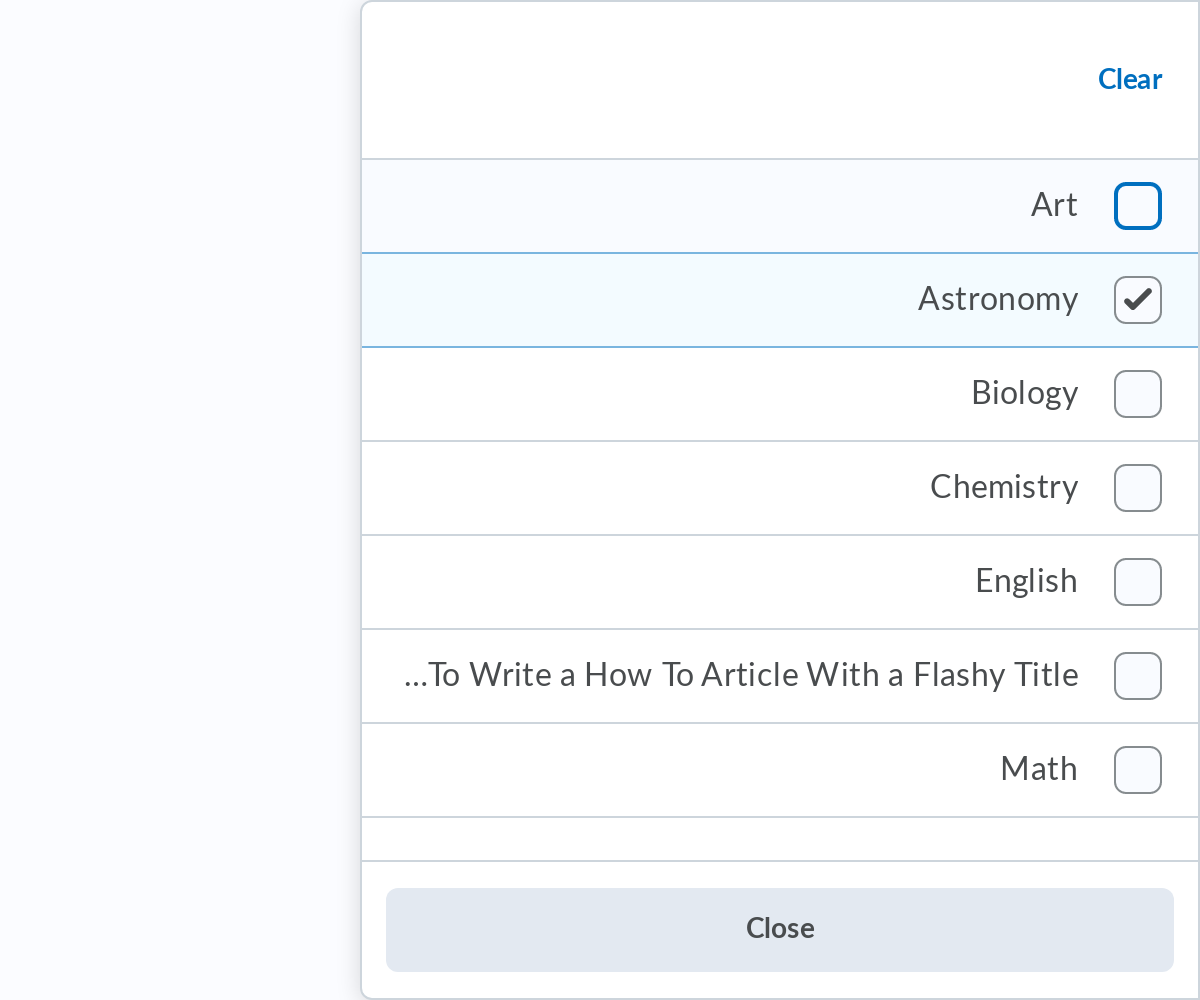 Clear
Art
Astronomy
Biology
Chemistry
English
...To Write a How To Article With a Flashy Title
Math
Close